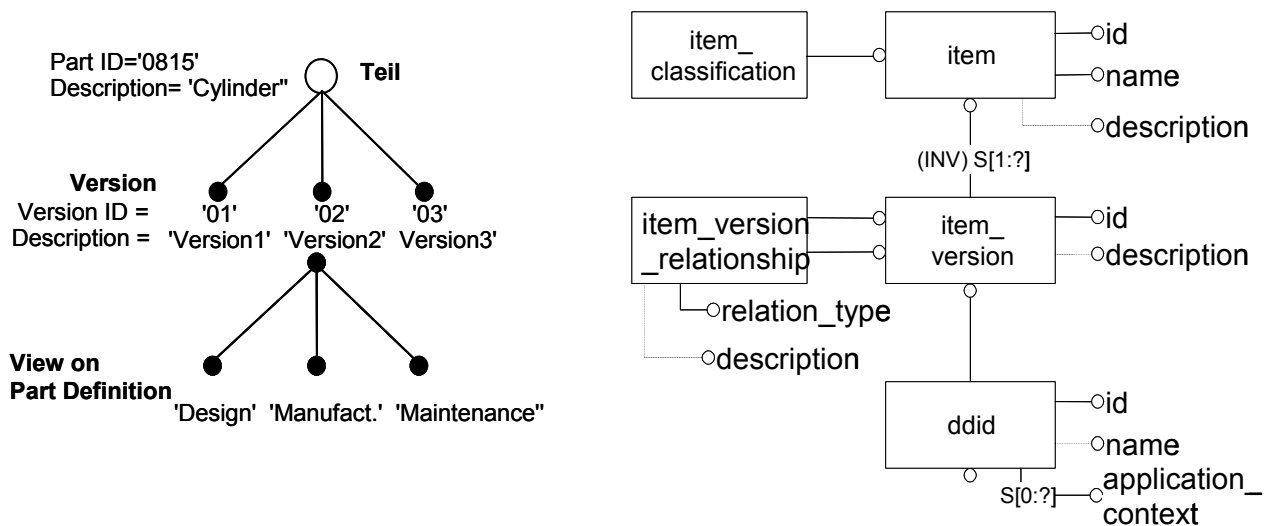 Part ID='0815'
Description= 'Cylinder"
Teil
Version
Version ID = '01' '02' '03'
Description = 'Version1' 'Version2' Version3'
View on
Part Definition
'Design' 'Manufact.' 'Maintenance"
item_
classification
item
id
name
description
(INV) S[1:?]
item_version
_relationship
item_
version
id
description
relation_type
description
ddid
id
name
S[0:?]
application_
context